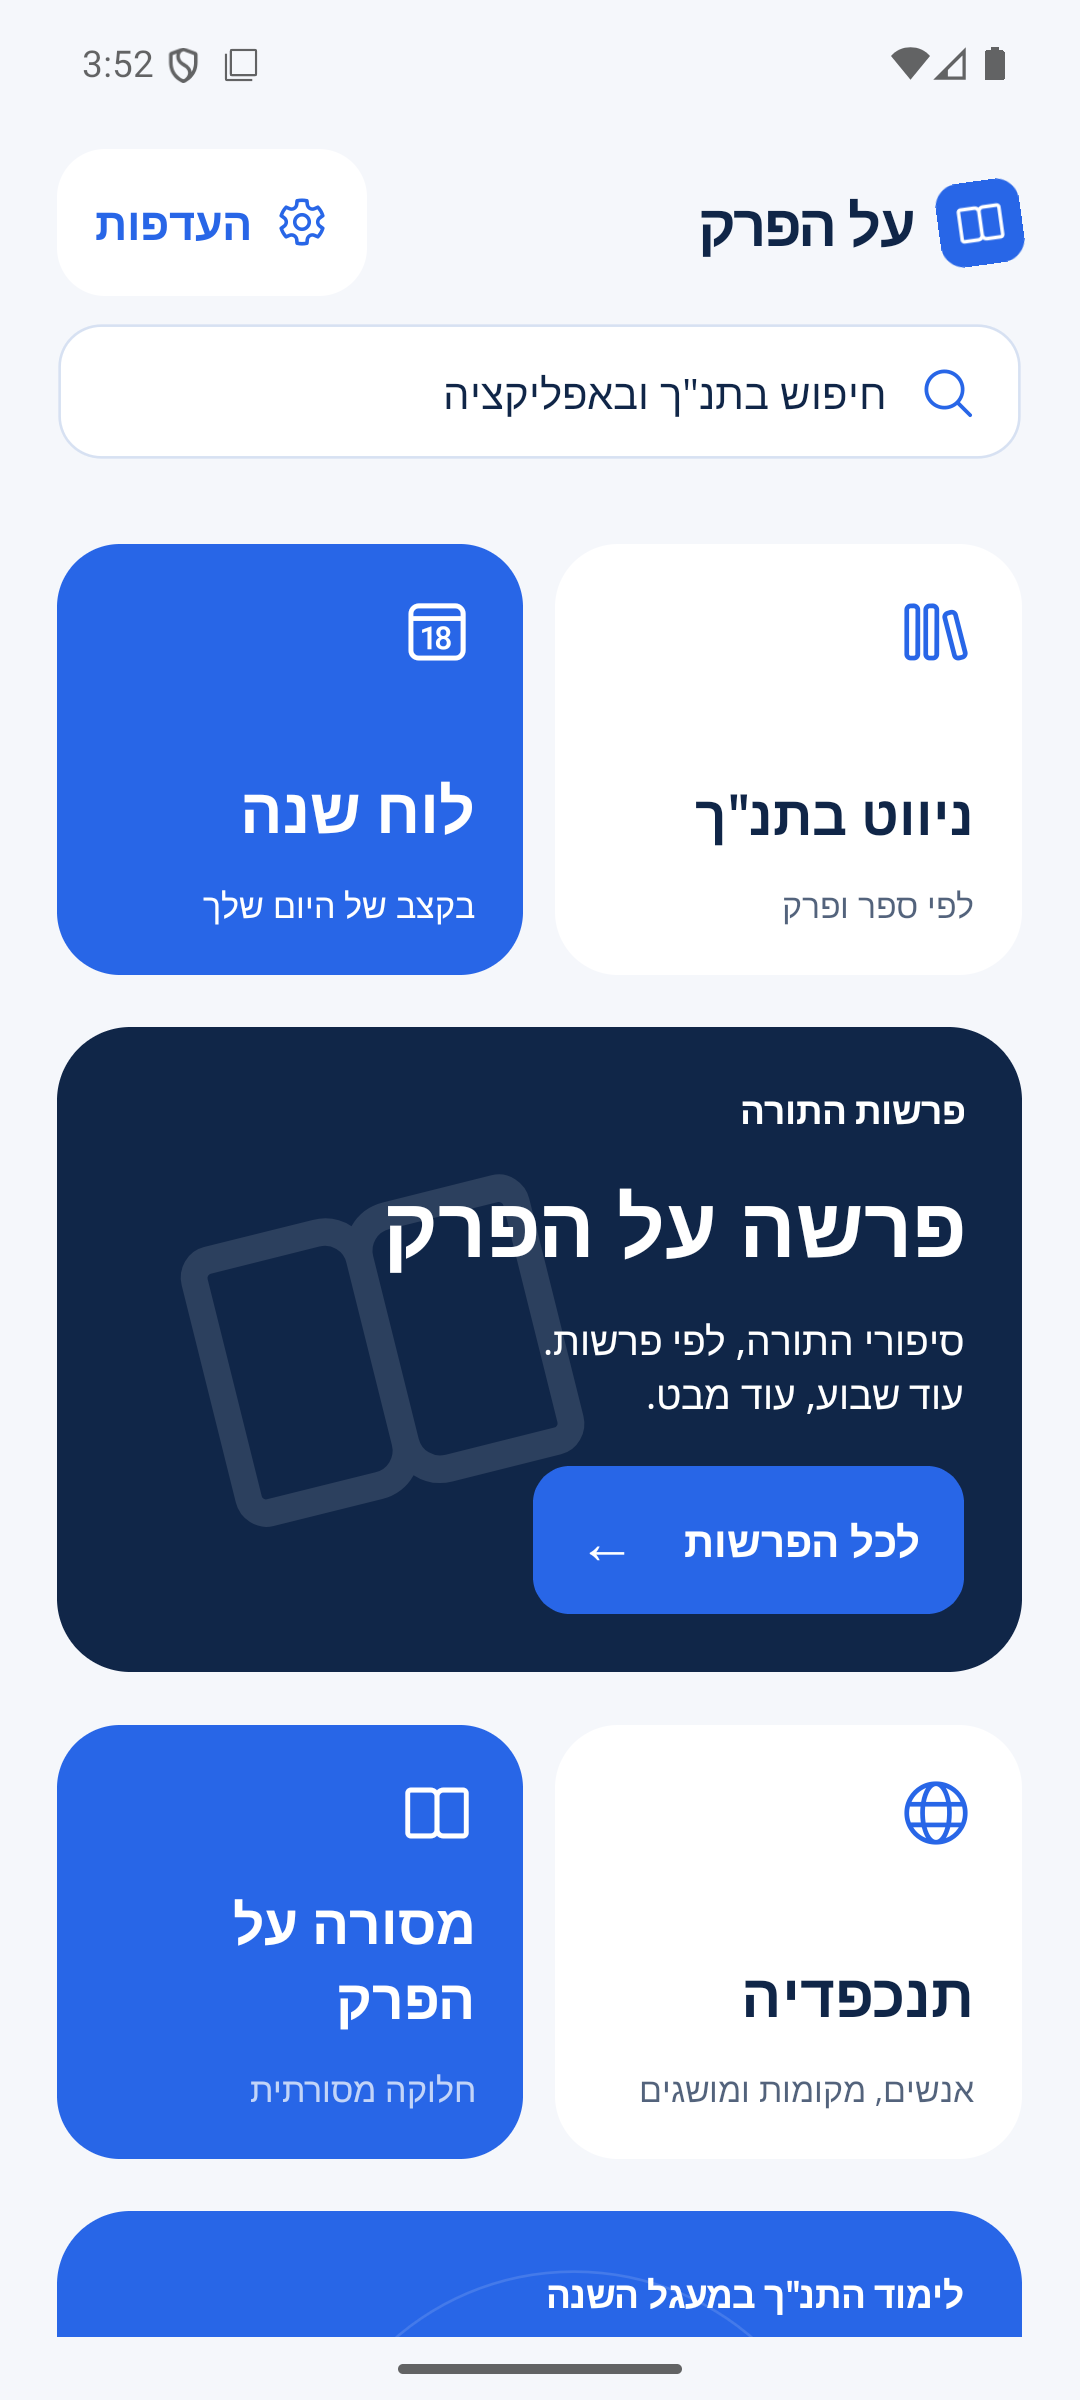 3:52
על הפרק
העדפות
חיפוש בתנ"ך ובאפליקציה
ניווט בתנ"ך
לפי ספר ופרק
18
לוח שנה
בקצב של היום שלך
פרשות התורה
פרשה על הפרק
סיפורי התורה, לפי פרשות.
עוד שבוע, עוד מבט.
לכל הפרשות ←
תנכפדיה
אנשים, מקומות ומושגים
מסורה על
הפרק
חלוקה מסורתית
לימוד התנ"ך במעגל השנה